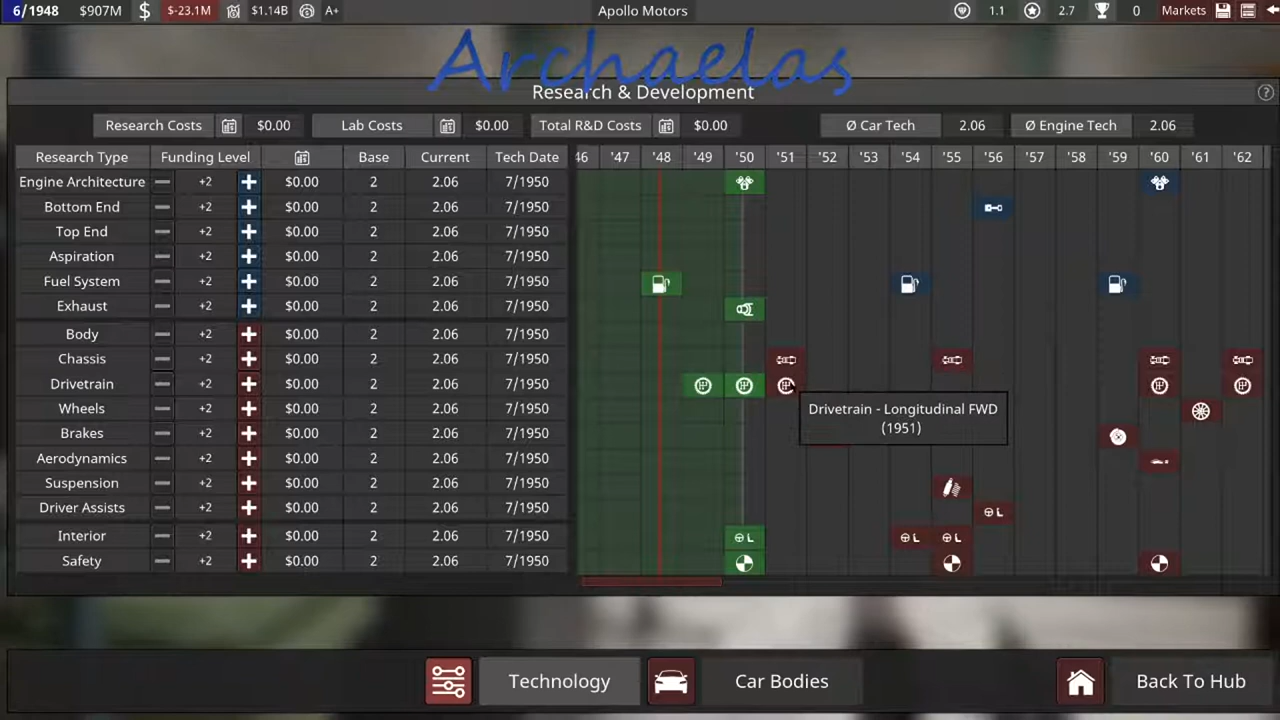 6/1948 $907M $ $-23.1M $1.14B A+ Apollo Motors 1.1 2.7 0 Markets
Archaelas
Research & Development ?
Research Costs $0.00 Lab Costs $0.00 Total R&D Costs $0.00 Ø Car Tech 2.06 Ø Engine Tech 2.06
Research Type Funding Level Base Current Tech Date 46 '47 '48 '49 '50 '51 '52 '53 '54 '55 '56 '57 '58 '59 '60 '61 '62
Engine Architecture +2 $0.00 2 2.06 7/1950
Bottom End +2 $0.00 2 2.06 7/1950
Top End +2 $0.00 2 2.06 7/1950
Aspiration +2 $0.00 2 2.06 7/1950
Fuel System +2 $0.00 2 2.06 7/1950
Exhaust +2 $0.00 2 2.06 7/1950
Body +2 $0.00 2 2.06 7/1950
Chassis +2 $0.00 2 2.06 7/1950
Drivetrain +2 $0.00 2 2.06 7/1950
Wheels +2 $0.00 2 2.06 7/1950
Drivetrain - Longitudinal FWD
(1951)
Brakes +2 $0.00 2 2.06 7/1950
Aerodynamics +2 $0.00 2 2.06 7/1950
Suspension +2 $0.00 2 2.06 7/1950
Driver Assists +2 $0.00 2 2.06 7/1950 L
Interior +2 $0.00 2 2.06 7/1950 L L L
Safety +2 $0.00 2 2.06 7/1950
Technology Car Bodies Back To Hub